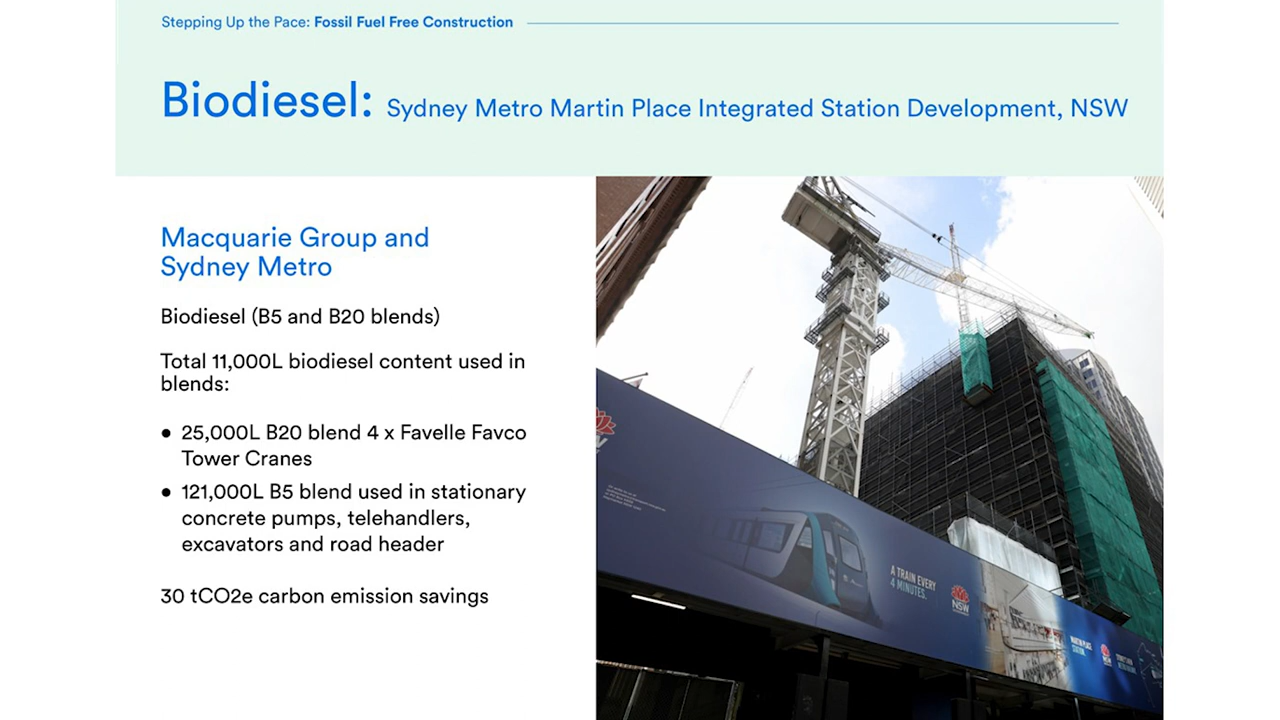 Stepping Up the Pace: Fossil Fuel Free Construction
Biodiesel: Sydney Metro Martin Place Integrated Station Development, NSW
Macquarie Group and
Sydney Metro
Biodiesel (B5 and B20 blends)
Total 11,000L biodiesel content used in
blends:
• 25,000L B20 blend 4 x Favelle Favco
Tower Cranes
• 121,000L B5 blend used in stationary
concrete pumps, telehandlers,
excavators and road header
30 tCO2e carbon emission savings
A TRAIN EVERY
4 MINUTES.
NSW
MARTIN PLACE
STATION.